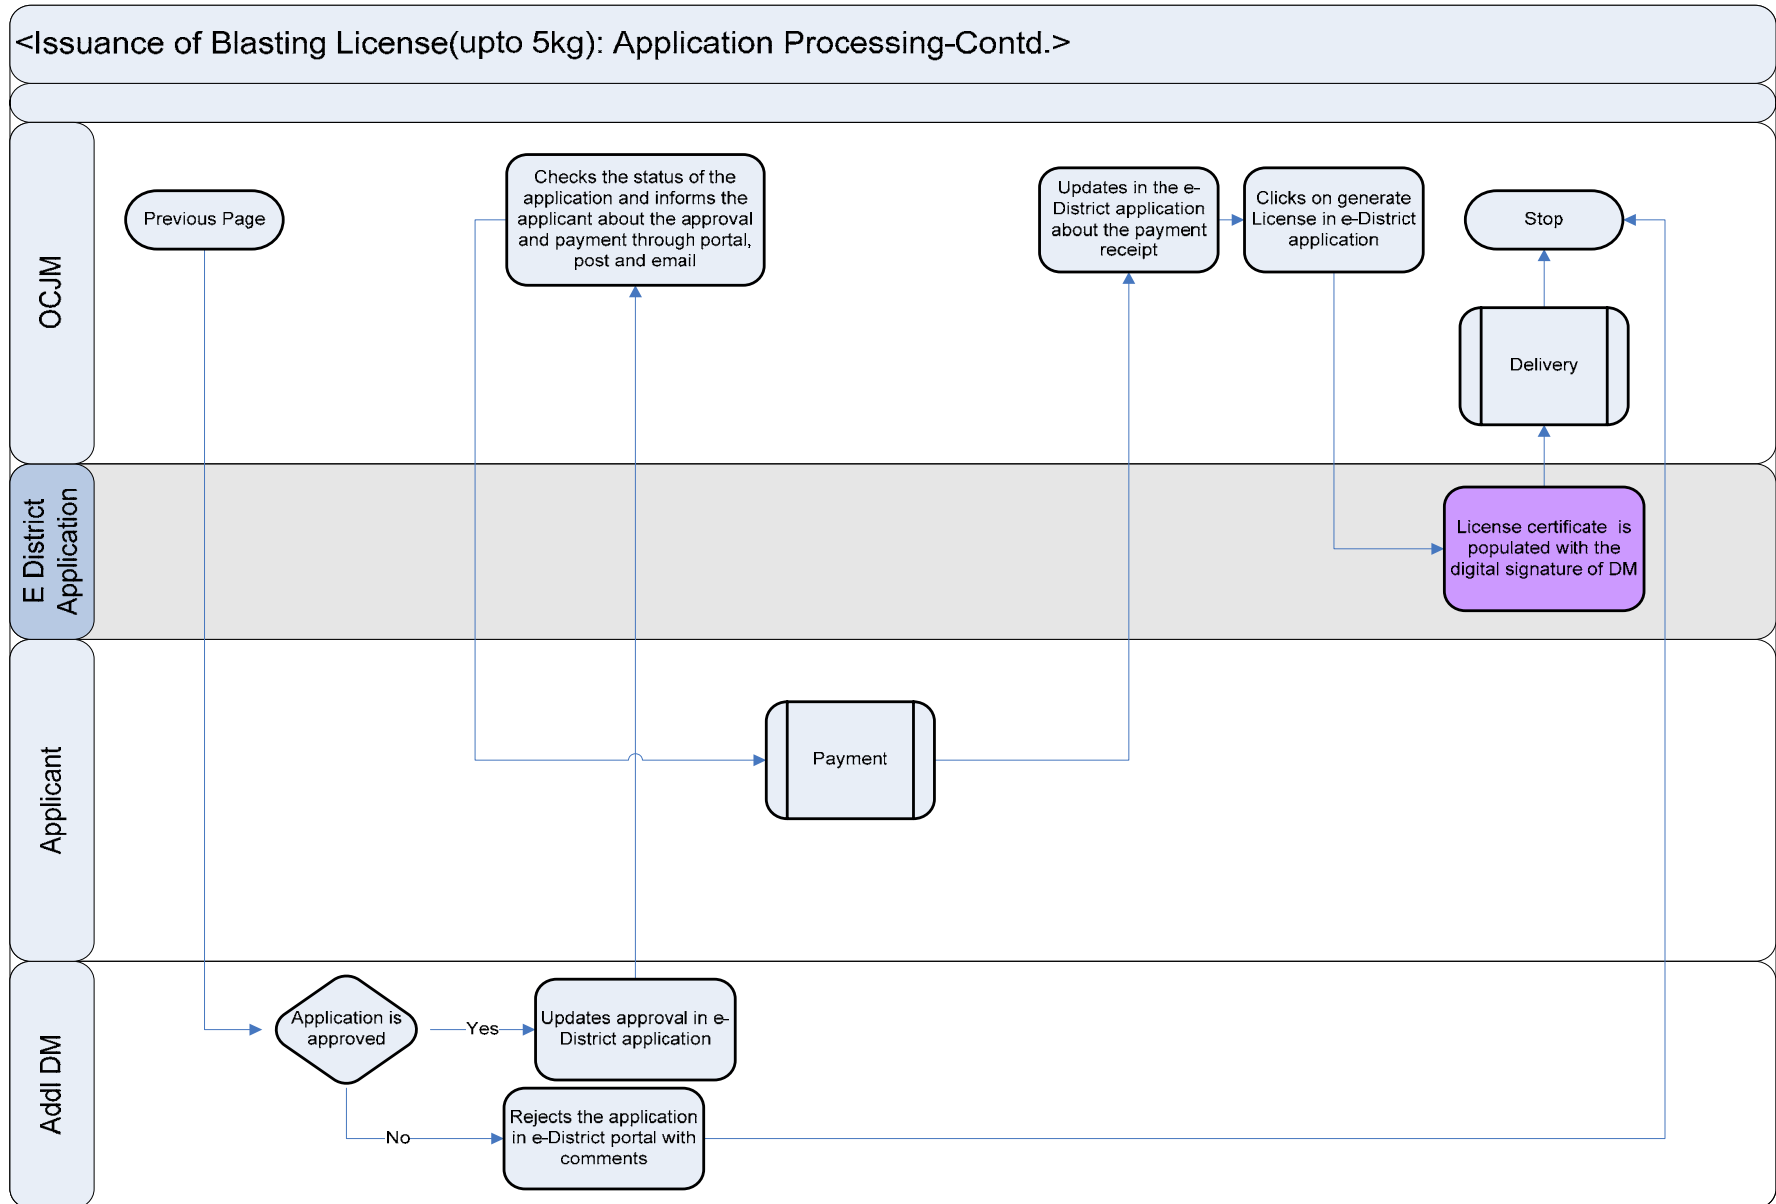 <Issuance of Blasting License(upto 5kg): Application Processing-Contd.>
OCJM
Previous Page
Checks the status of the
application and informs the
applicant about the approval
and payment through portal,
post and email
Updates in the e-
District application
about the payment
receipt
Clicks on generate
License in e-District
application
Stop
Delivery
E District
Application
License certificate is
populated with the
digital signature of DM
Applicant
Payment
Addl DM
Application is
approved
Yes
Updates approval in e-
District application
No
Rejects the application
in e-District portal with
comments